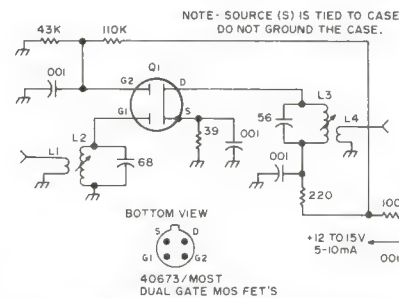 NOTE- SOURCE (S) IS TIED TO CASE
DO NOT GROUND THE CASE.
43K
110K
Q1
001
G2
D
G1
S
L3
56
L4
39
001
L2
L1
68
001
220
BOTTOM VIEW
S D
G1 G2
40673/MOST
DUAL GATE MOS FET'S
100
+12 TO 15V
5-10mA
001